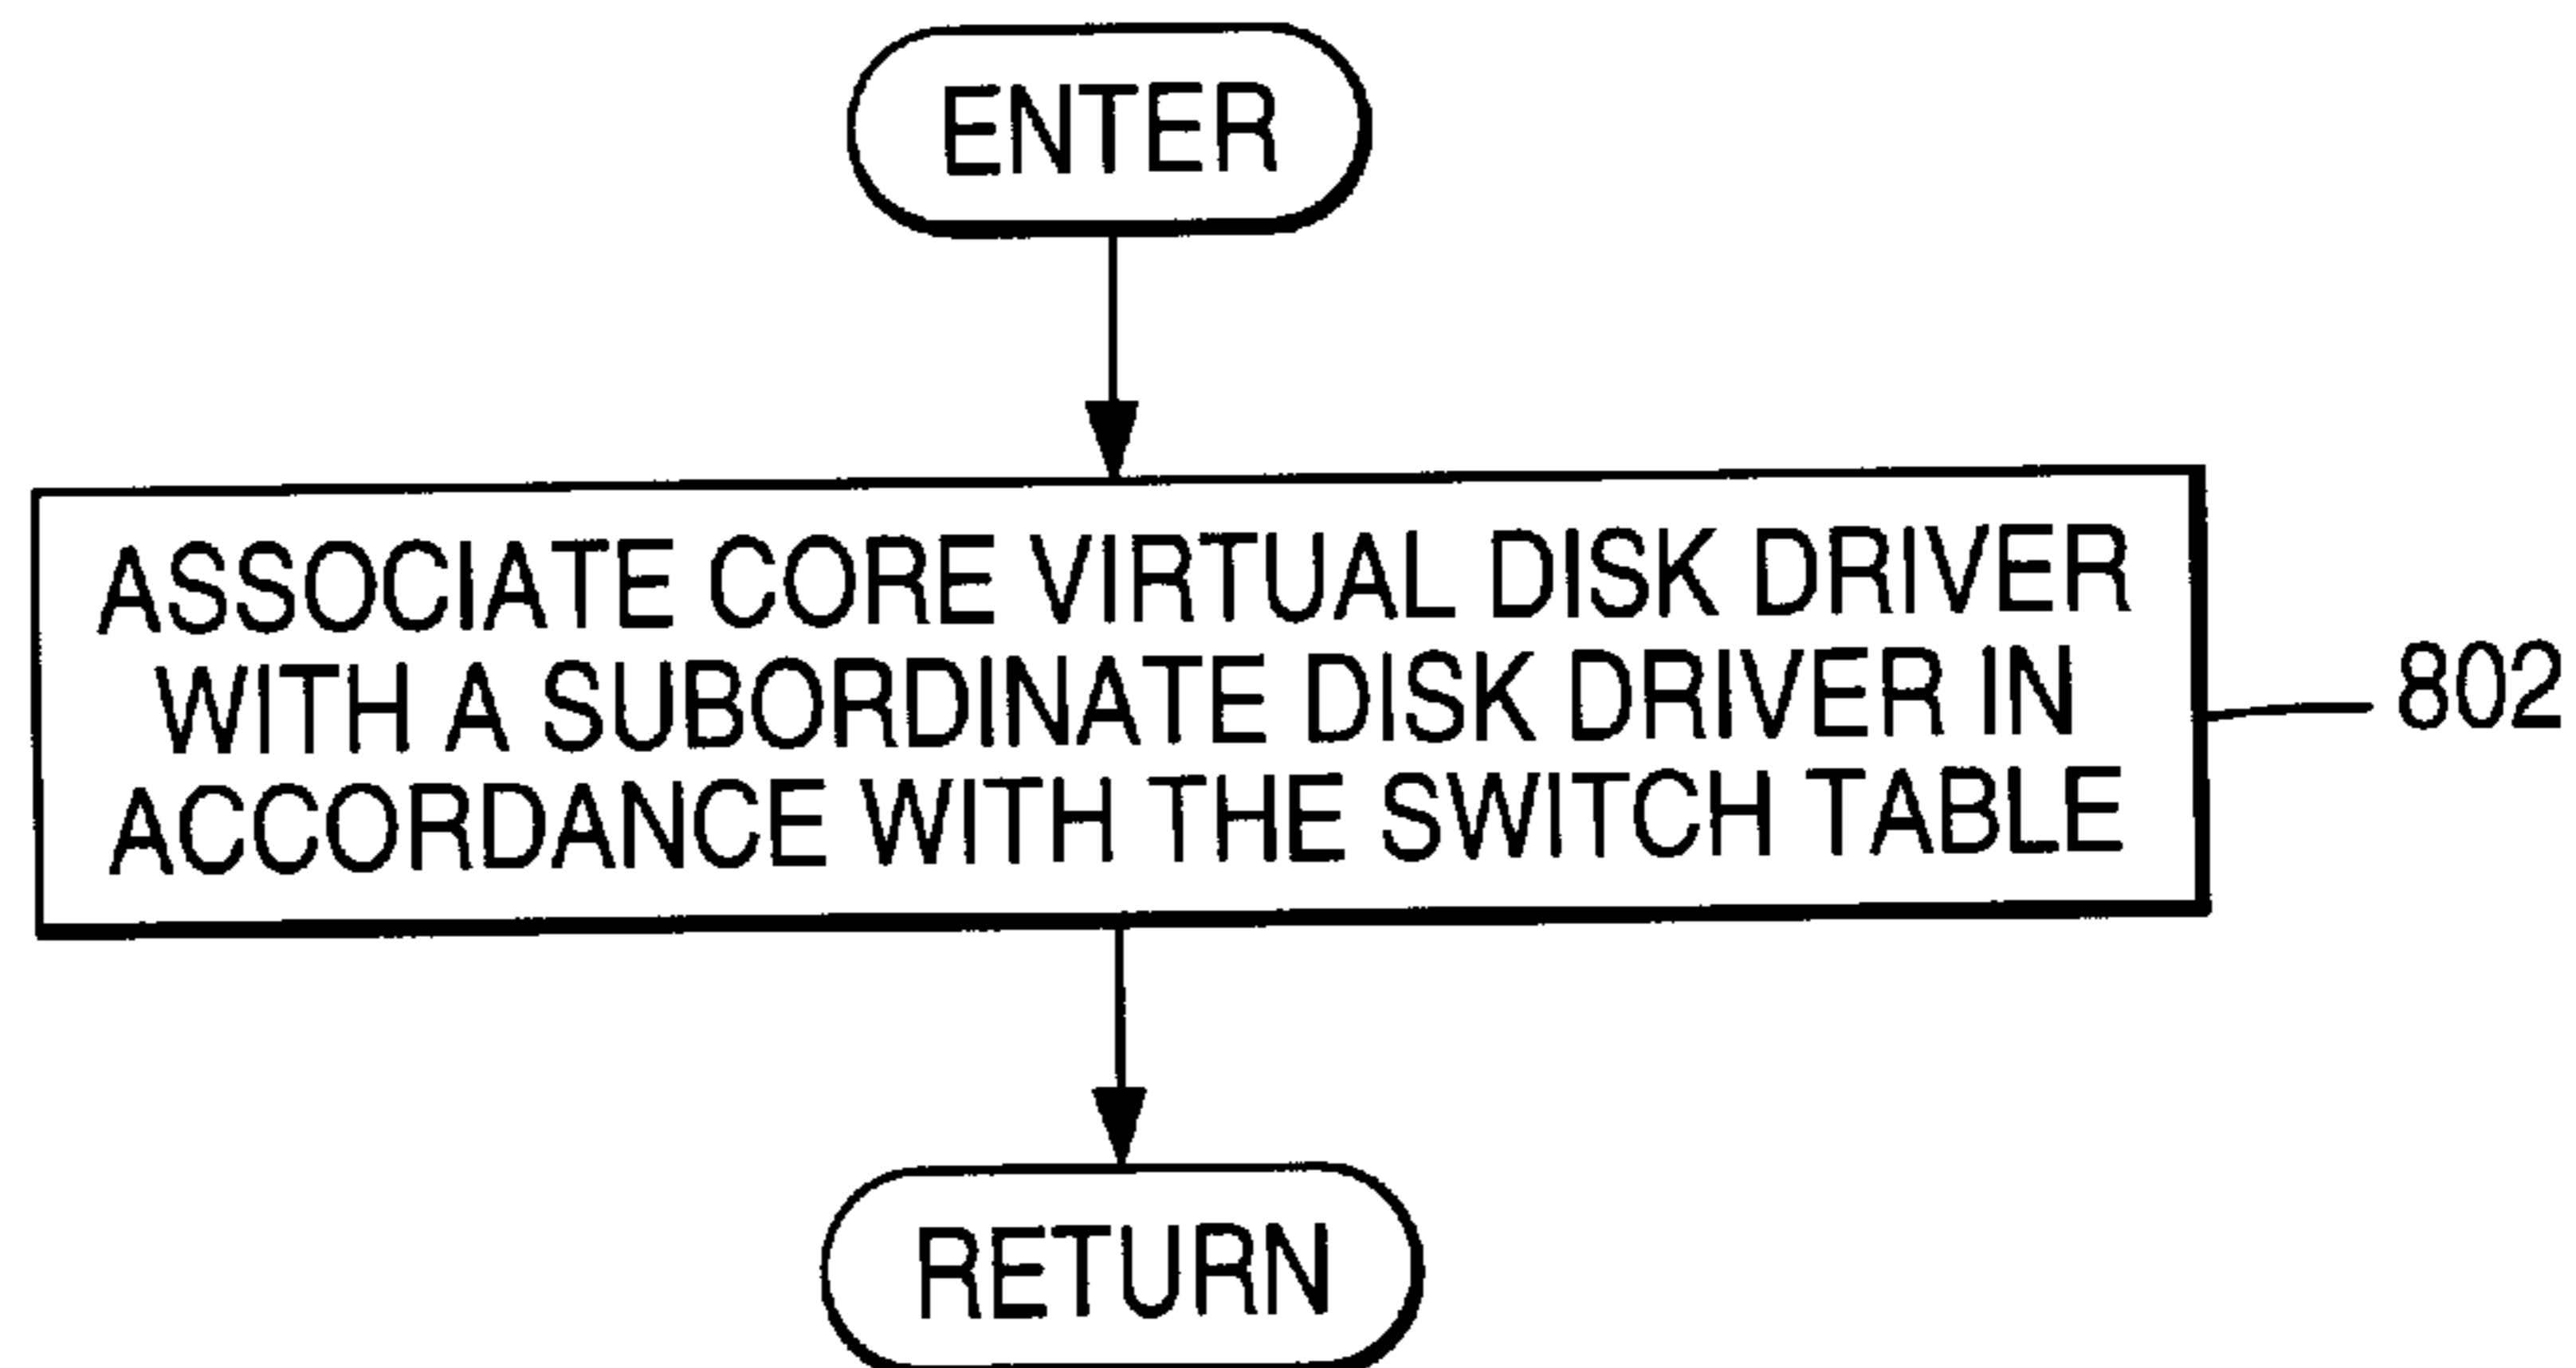 ENTER
ASSOCIATE CORE VIRTUAL DISK DRIVER
WITH A SUBORDINATE DISK DRIVER IN
ACCORDANCE WITH THE SWITCH TABLE
802
RETURN